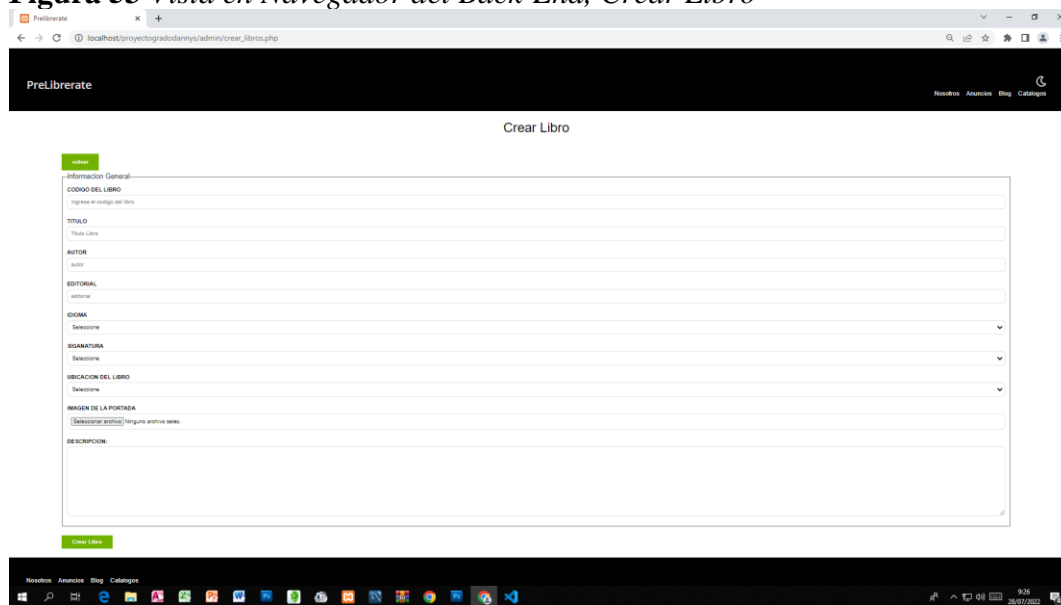 Figura 55 Vista en Navegador del Back-End, Crear Libro
Prelibrerate
localhost/proyectogradodannys/admin/crear_libros.php
PreLibrerate
Nosotros Anuncios Blog Catalogos
Crear Libro
volver
Informacion General
CODIGO DEL LIBRO
Ingrese el codigo del libro
TITULO
Titulo Libro
AUTOR
autor
EDITORIAL
editorial
IDIOMA
Seleccione
SIGANATURA
Seleccione
UBICACION DEL LIBRO
Seleccione
IMAGEN DE LA PORTADA
Seleccionar archivo Ninguno archivo selec.
DESCRIPCION:
Crear Libro
Nosotros Anuncios Blog Catalogos
9:26
28/07/2022